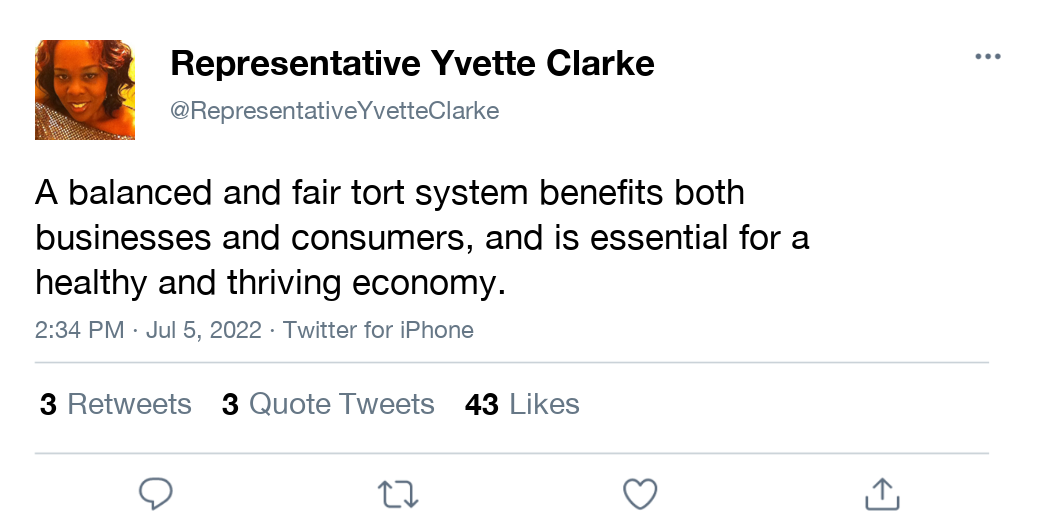 Representative Yvette Clarke
@RepresentativeYvetteClarke
A balanced and fair tort system benefits both
businesses and consumers, and is essential for a
healthy and thriving economy.
2:34 PM · Jul 5, 2022 · Twitter for iPhone
3 Retweets 3 Quote Tweets 43 Likes